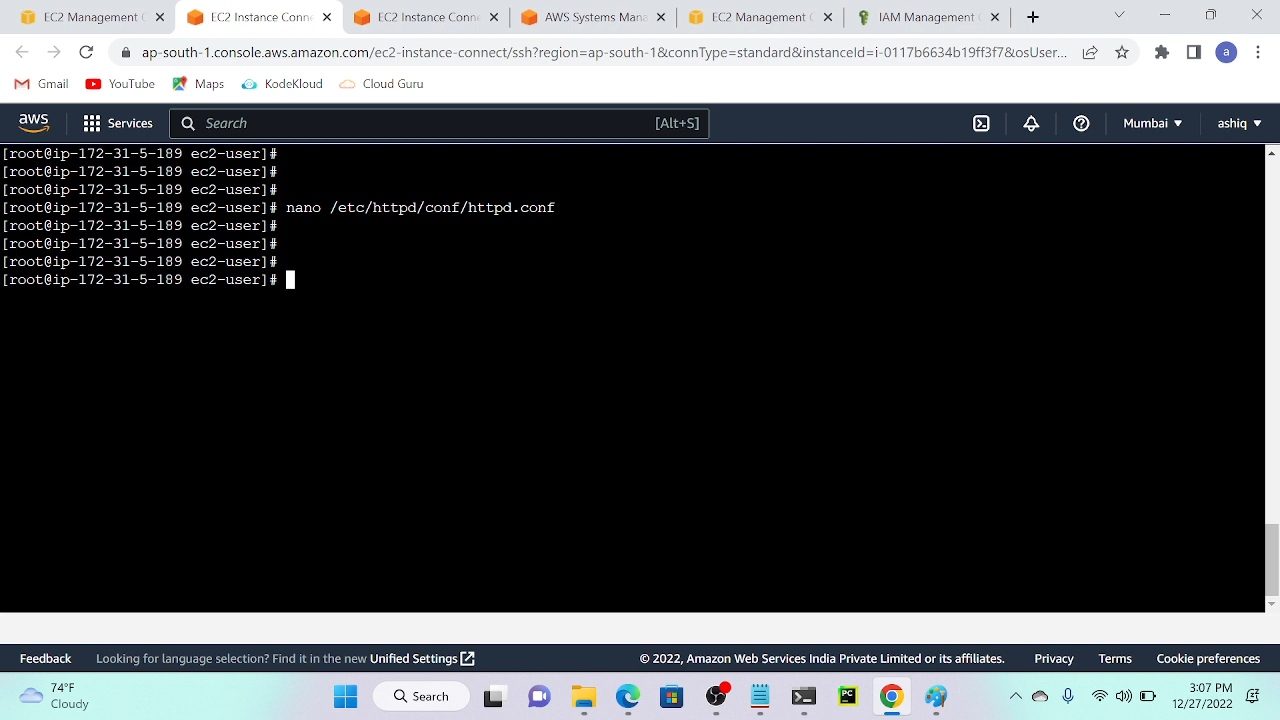 EC2 Management C
EC2 Instance Conne
EC2 Instance Conne
AWS Systems Mana
EC2 Management C
IAM Management C
ap-south-1.console.aws.amazon.com/ec2-instance-connect/ssh?region=ap-south-1&connType=standard&instanceId=i-0117b6634b19ff3f7&osUser...
a
Gmail
YouTube
Maps
KodeKloud
Cloud Guru
aws
Services
Search
[Alt+S]
Mumbai
ashiq
[root@ip-172-31-5-189 ec2-user]#
[root@ip-172-31-5-189 ec2-user]#
[root@ip-172-31-5-189 ec2-user]#
[root@ip-172-31-5-189 ec2-user]# nano /etc/httpd/conf/httpd.conf
[root@ip-172-31-5-189 ec2-user]#
[root@ip-172-31-5-189 ec2-user]#
[root@ip-172-31-5-189 ec2-user]#
[root@ip-172-31-5-189 ec2-user]#
Feedback
Looking for language selection? Find it in the new Unified Settings
© 2022, Amazon Web Services India Private Limited or its affiliates.
Privacy
Terms
Cookie preferences
74°F
Cloudy
Search
PC
3:07 PM
12/27/2022